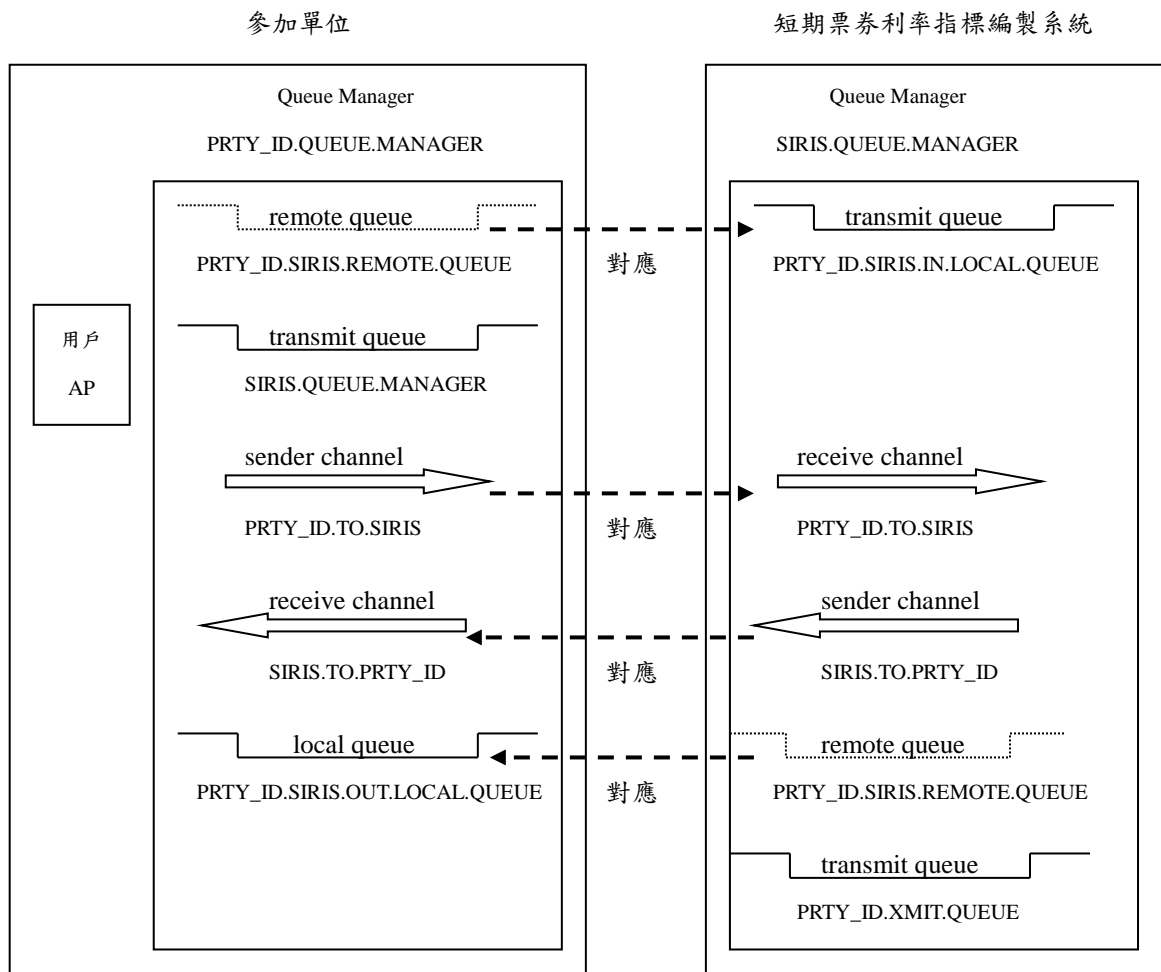 參加單位
短期票券利率指標編製系統
Queue Manager
PRTY_ID.QUEUE.MANAGER
Queue Manager
SIRIS.QUEUE.MANAGER
remote queue
PRTY_ID.SIRIS.REMOTE.QUEUE
對應
transmit queue
PRTY_ID.SIRIS.IN.LOCAL.QUEUE
用戶
AP
transmit queue
SIRIS.QUEUE.MANAGER
sender channel
PRTY_ID.TO.SIRIS
對應
receive channel
PRTY_ID.TO.SIRIS
receive channel
SIRIS.TO.PRTY_ID
對應
sender channel
SIRIS.TO.PRTY_ID
local queue
PRTY_ID.SIRIS.OUT.LOCAL.QUEUE
對應
remote queue
PRTY_ID.SIRIS.REMOTE.QUEUE
transmit queue
PRTY_ID.XMIT.QUEUE